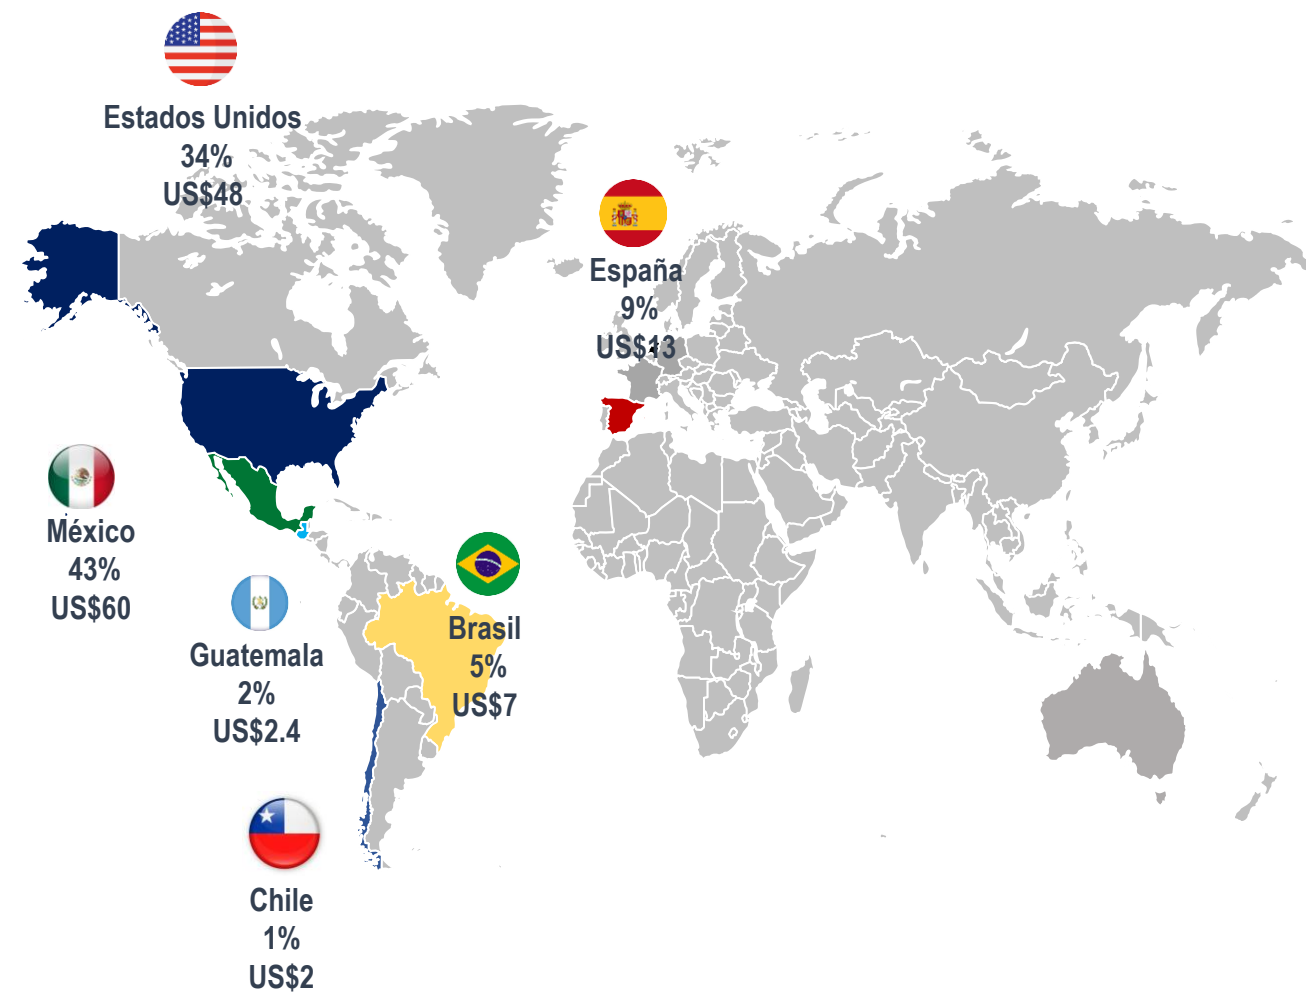 Estados Unidos
34%
US$48
España
9%
US$13
México
43%
US$60
Guatemala
2%
US$2.4
Brasil
5%
US$7
Chile
1%
US$2